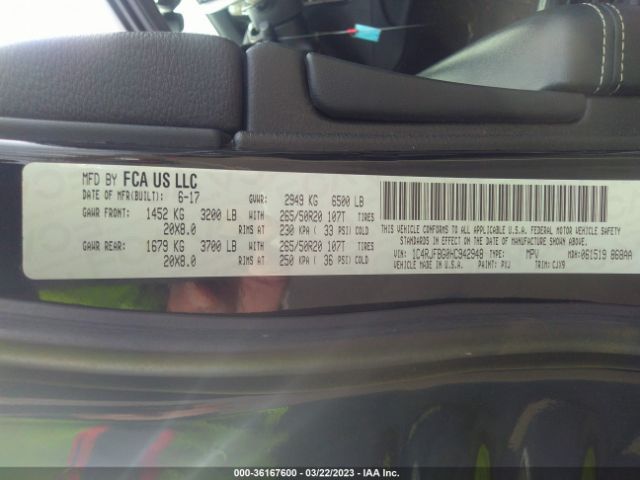 MFD BY FCA US LLC
DATE OF MFR(BUILT): 6-17 GVWR: 2949 KG 6500 LB
GAWR FRONT: 1452 KG 3200 LB WITH 265/50R20 107T TIRES
20X8.0 RIMS AT 230 KPA ( 33 PSI) COLD
GAWR REAR: 1679 KG 3700 LB WITH 265/50R20 107T TIRES
20X8.0 RIMS AT 250 KPA ( 36 PSI) COLD
THIS VEHICLE CONFORMS TO ALL APPLICABLE U.S.A. FEDERAL MOTOR VEHICLE SAFETY
STANDARDS IN EFFECT ON THE DATE OF MANUFACTURE SHOWN ABOVE.
VIN: 1C4RJFBG0HC942948 TYPE: MPV MDH: 061519 868AA
VEHICLE MADE IN U.S.A. PAINT: PXJ TRIM: CJX9
000-36167600 - 03/22/2023 - IAA Inc.